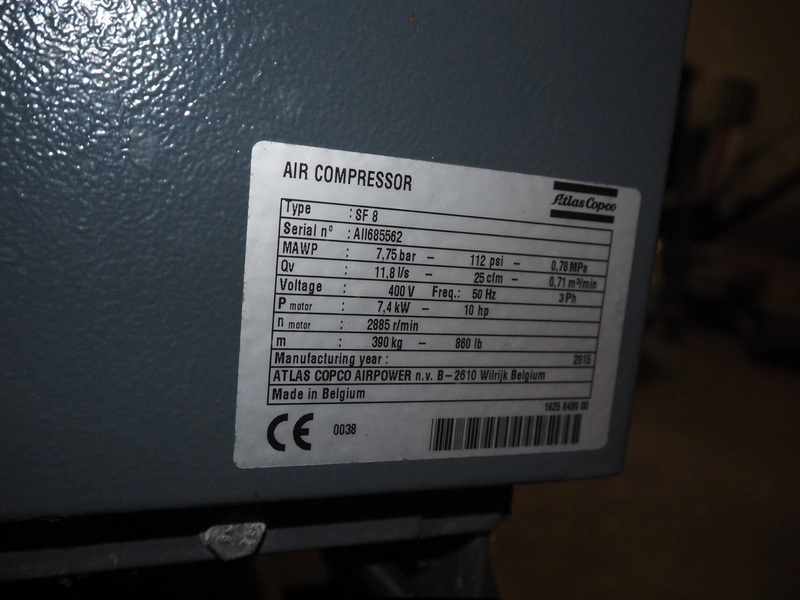 AIR COMPRESSOR
Atlas Copco
Type : SF 8
Serial n° : AII685562
MAWP : 7,75 bar – 112 psi – 0,78 MPa
Qv : 11,8 l/s – 25 cfm – 0,71 m³/min
Voltage : 400 V Freq.: 50 Hz 3 Ph
P motor : 7,4 kW – 10 hp
n motor : 2885 r/min
m : 390 kg – 860 lb
Manufacturing year : 2015
ATLAS COPCO AIRPOWER n.v. B – 2610 Wilrijk Belgium
Made in Belgium
1625 8499 00
CE 0038